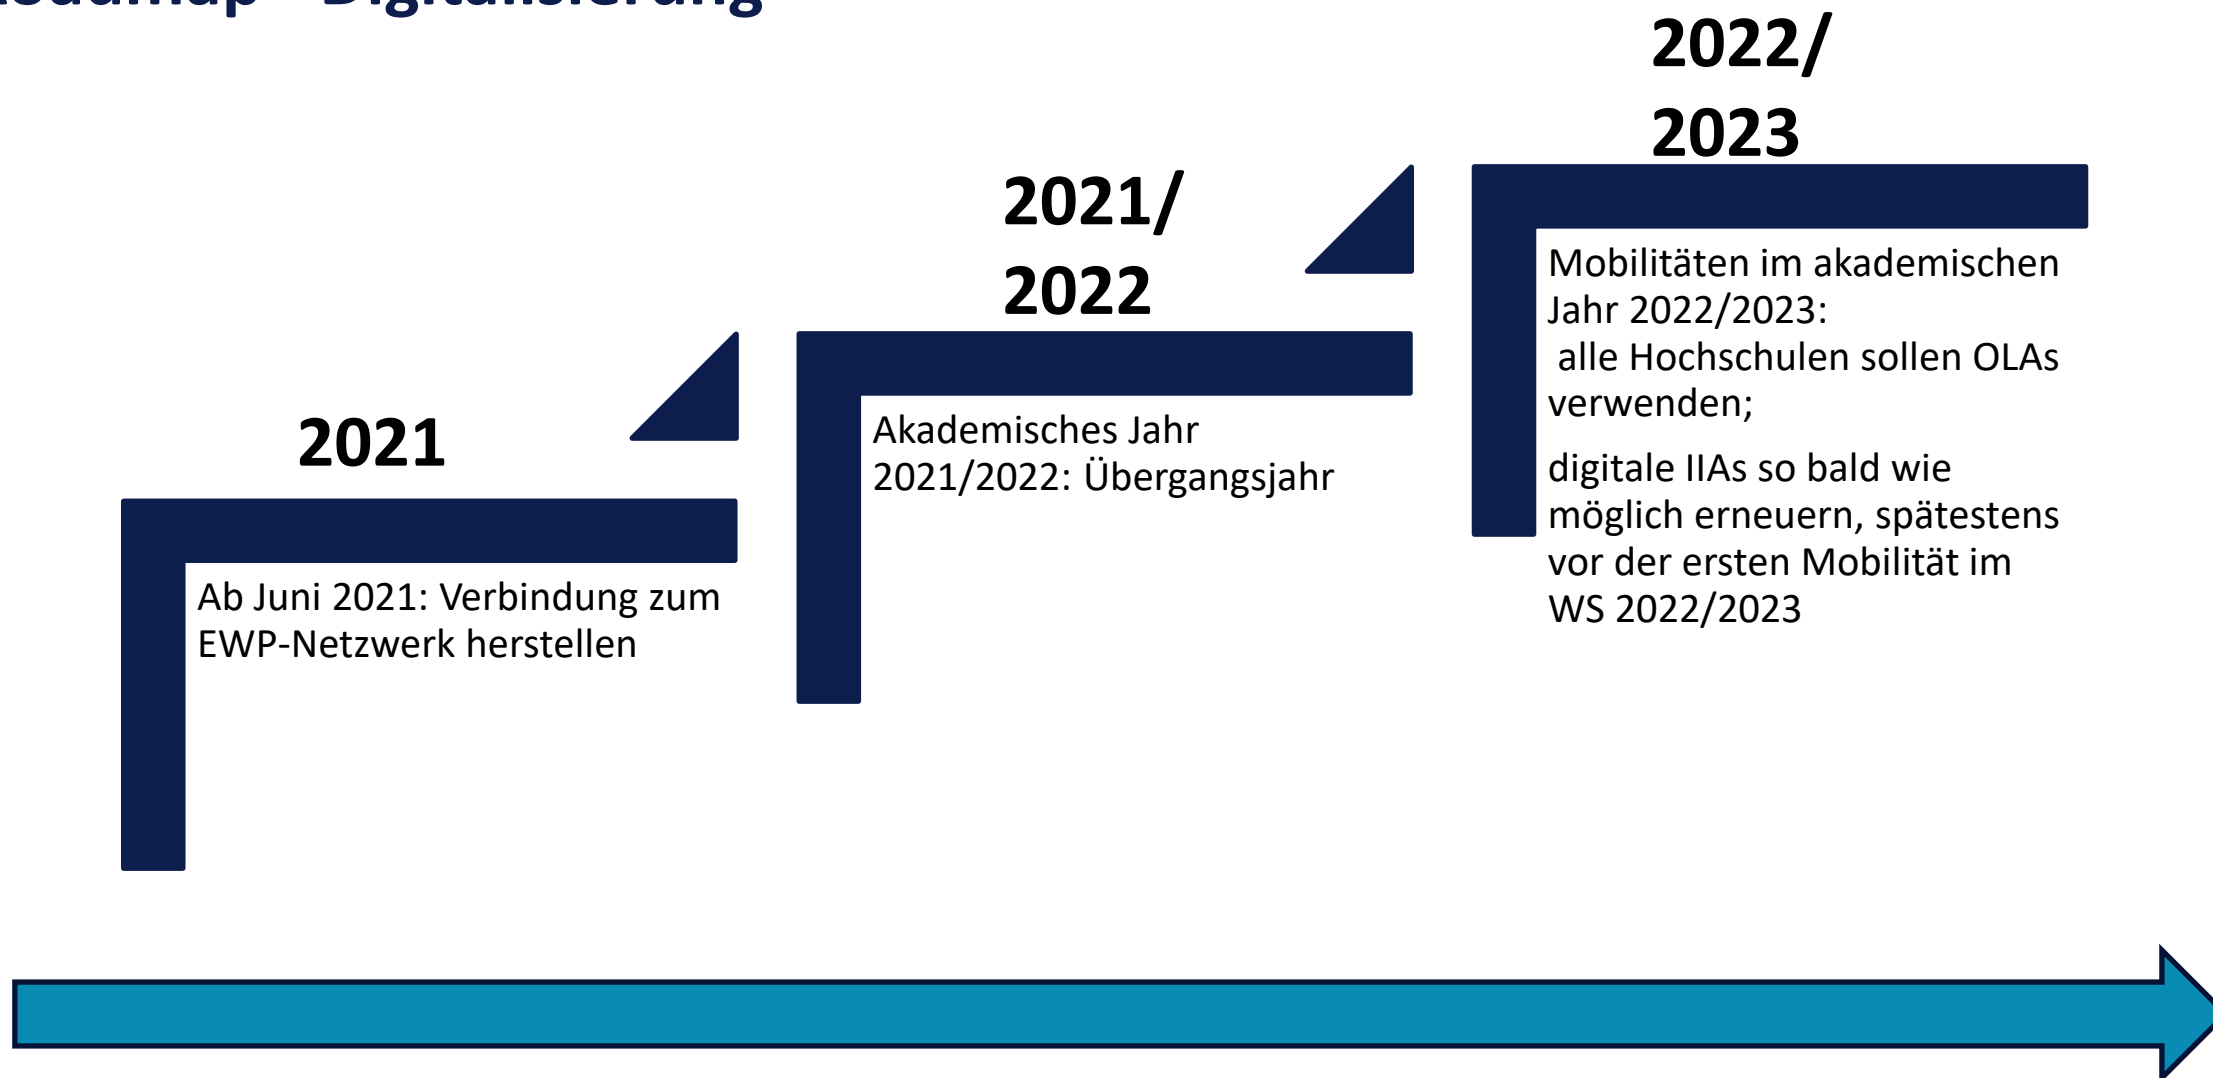 Roadmap - Digitalisierung
2021
Ab Juni 2021: Verbindung zum
EWP-Netzwerk herstellen
2021/
2022
Akademisches Jahr
2021/2022: Übergangsjahr
2022/
2023
Mobilitäten im akademischen
Jahr 2022/2023:
alle Hochschulen sollen OLAs
verwenden;
digitale IIAs so bald wie
möglich erneuern, spätestens
vor der ersten Mobilität im
WS 2022/2023